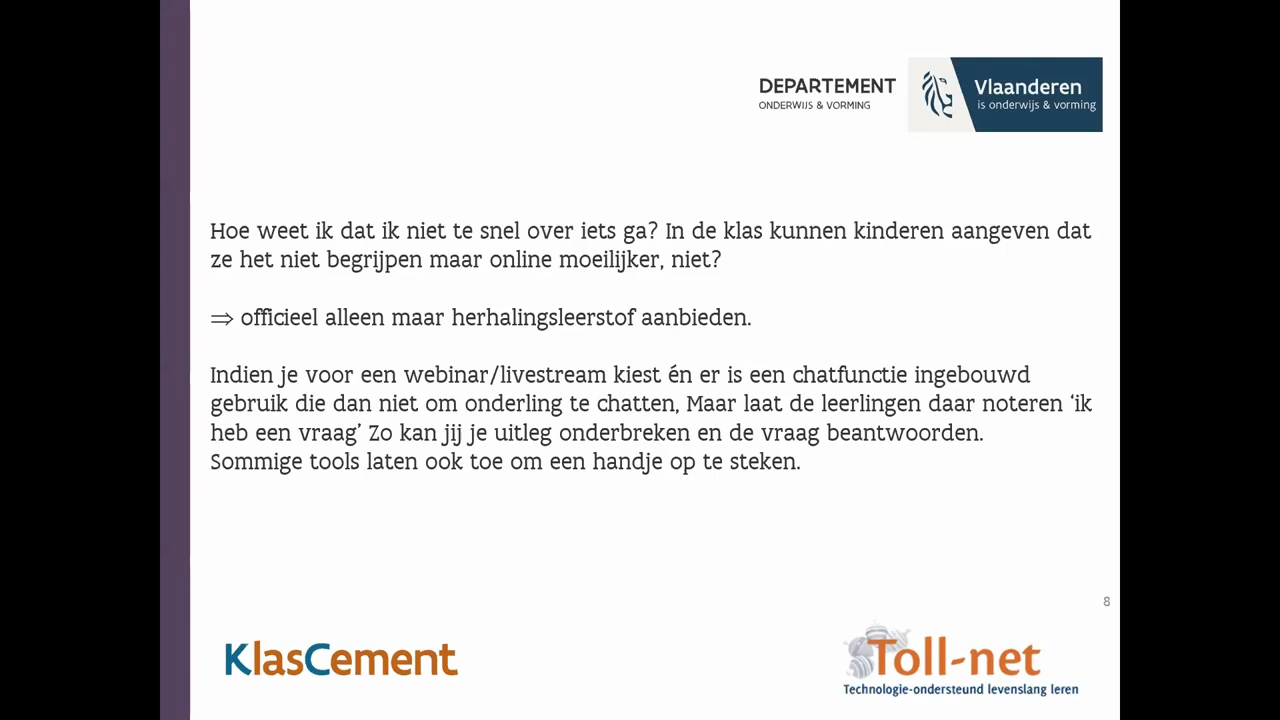 DEPARTEMENT
ONDERWIJS & VORMING
Vlaanderen
is onderwijs & vorming
Hoe weet ik dat ik niet te snel over iets ga? In de klas kunnen kinderen aangeven dat
ze het niet begrijpen maar online moeilijker, niet?
⇒ officieel alleen maar herhalingsleerstof aanbieden.
Indien je voor een webinar/livestream kiest én er is een chatfunctie ingebouwd
gebruik die dan niet om onderling te chatten, Maar laat de leerlingen daar noteren ‘ik
heb een vraag’ Zo kan jij je uitleg onderbreken en de vraag beantwoorden.
Sommige tools laten ook toe om een handje op te steken.
8
KlasCement
Toll-net
Technologie-ondersteund levenslang leren